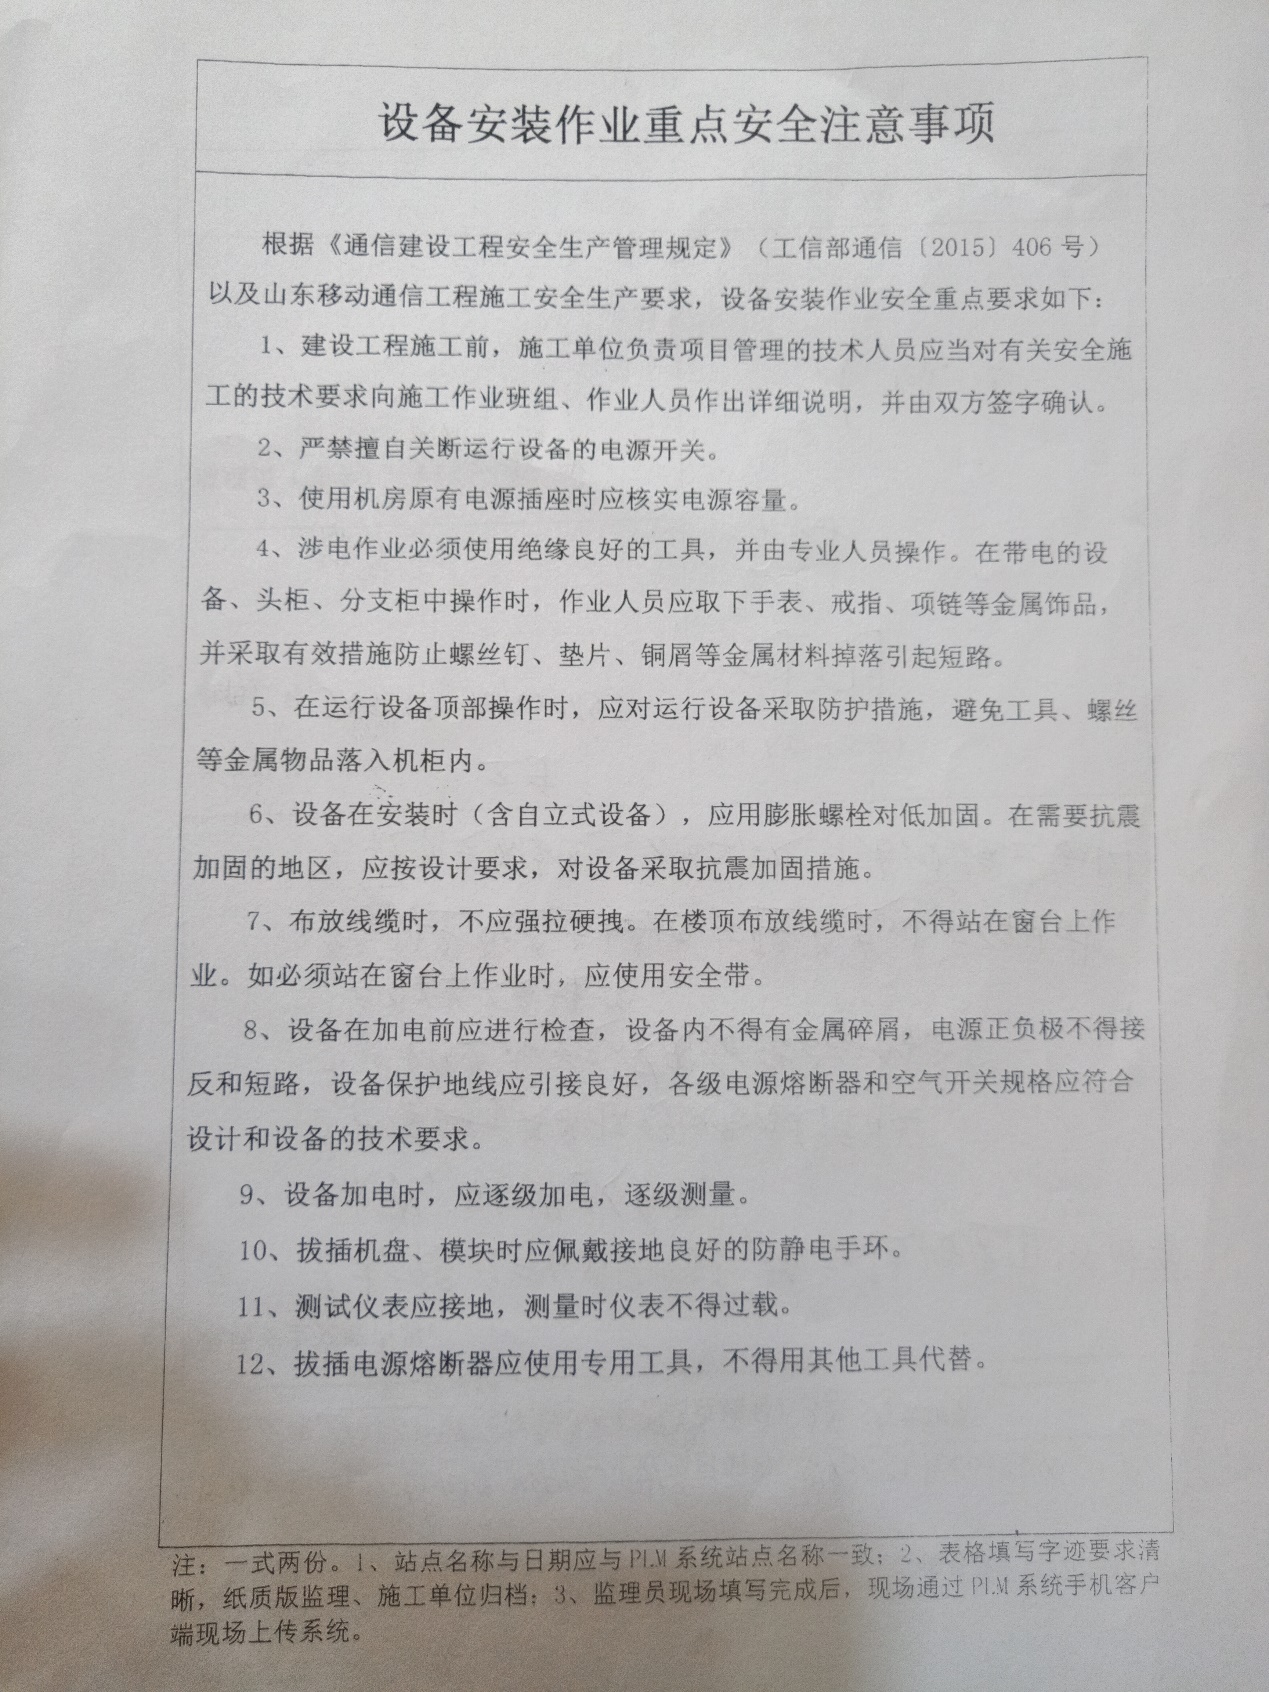 设备安装作业重点安全注意事项
根据《通信建设工程安全生产管理规定》（工信部通信〔2015〕406 号）
以及山东移动通信工程施工安全生产要求，设备安装作业安全重点要求如下：
1、建设工程施工前，施工单位负责项目管理的技术人员应当对有关安全施
工的技术要求向施工作业班组、作业人员作出详细说明，并由双方签字确认。
2、严禁擅自关断运行设备的电源开关。
3、使用机房原有电源插座时应核实电源容量。
4、涉电作业必须使用绝缘良好的工具，并由专业人员操作。在带电的设
备、头柜、分支柜中操作时，作业人员应取下手表、戒指、项链等金属饰品，
并采取有效措施防止螺丝钉、垫片、铜屑等金属材料掉落引起短路。
5、在运行设备顶部操作时，应对运行设备采取防护措施，避免工具、螺丝
等金属物品落入机柜内。
6、设备在安装时（含自立式设备），应用膨胀螺栓对低加固。在需要抗震
加固的地区，应按设计要求，对设备采取抗震加固措施。
7、布放线缆时，不应强拉硬拽。在楼顶布放线缆时，不得站在窗台上作
业。如必须站在窗台上作业时，应使用安全带。
8、设备在加电前应进行检查，设备内不得有金属碎屑，电源正负极不得接
反和短路，设备保护地线应引接良好，各级电源熔断器和空气开关规格应符合
设计和设备的技术要求。
9、设备加电时，应逐级加电，逐级测量。
10、拔插机盘、模块时应佩戴接地良好的防静电手环。
11、测试仪表应接地，测量时仪表不得过载。
12、拔插电源熔断器应使用专用工具，不得用其他工具代替。
注：一式两份。1、站点名称与日期应与 PLM 系统站点名称一致；2、表格填写字迹要求清
晰，纸质版监理、施工单位归档；3、监理员现场填写完成后，现场通过 PLM 系统手机客户
端现场上传系统。